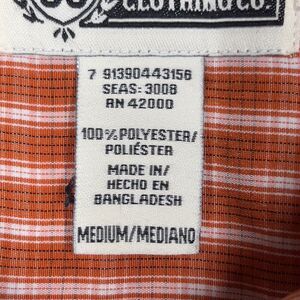 CLOTHING CO.
7 91390443156
SEAS: 3008
RN 42000
100% POLYESTER/
POLIÉSTER
MADE IN/
HECHO EN
BANGLADESH
MEDIUM/MEDIANO